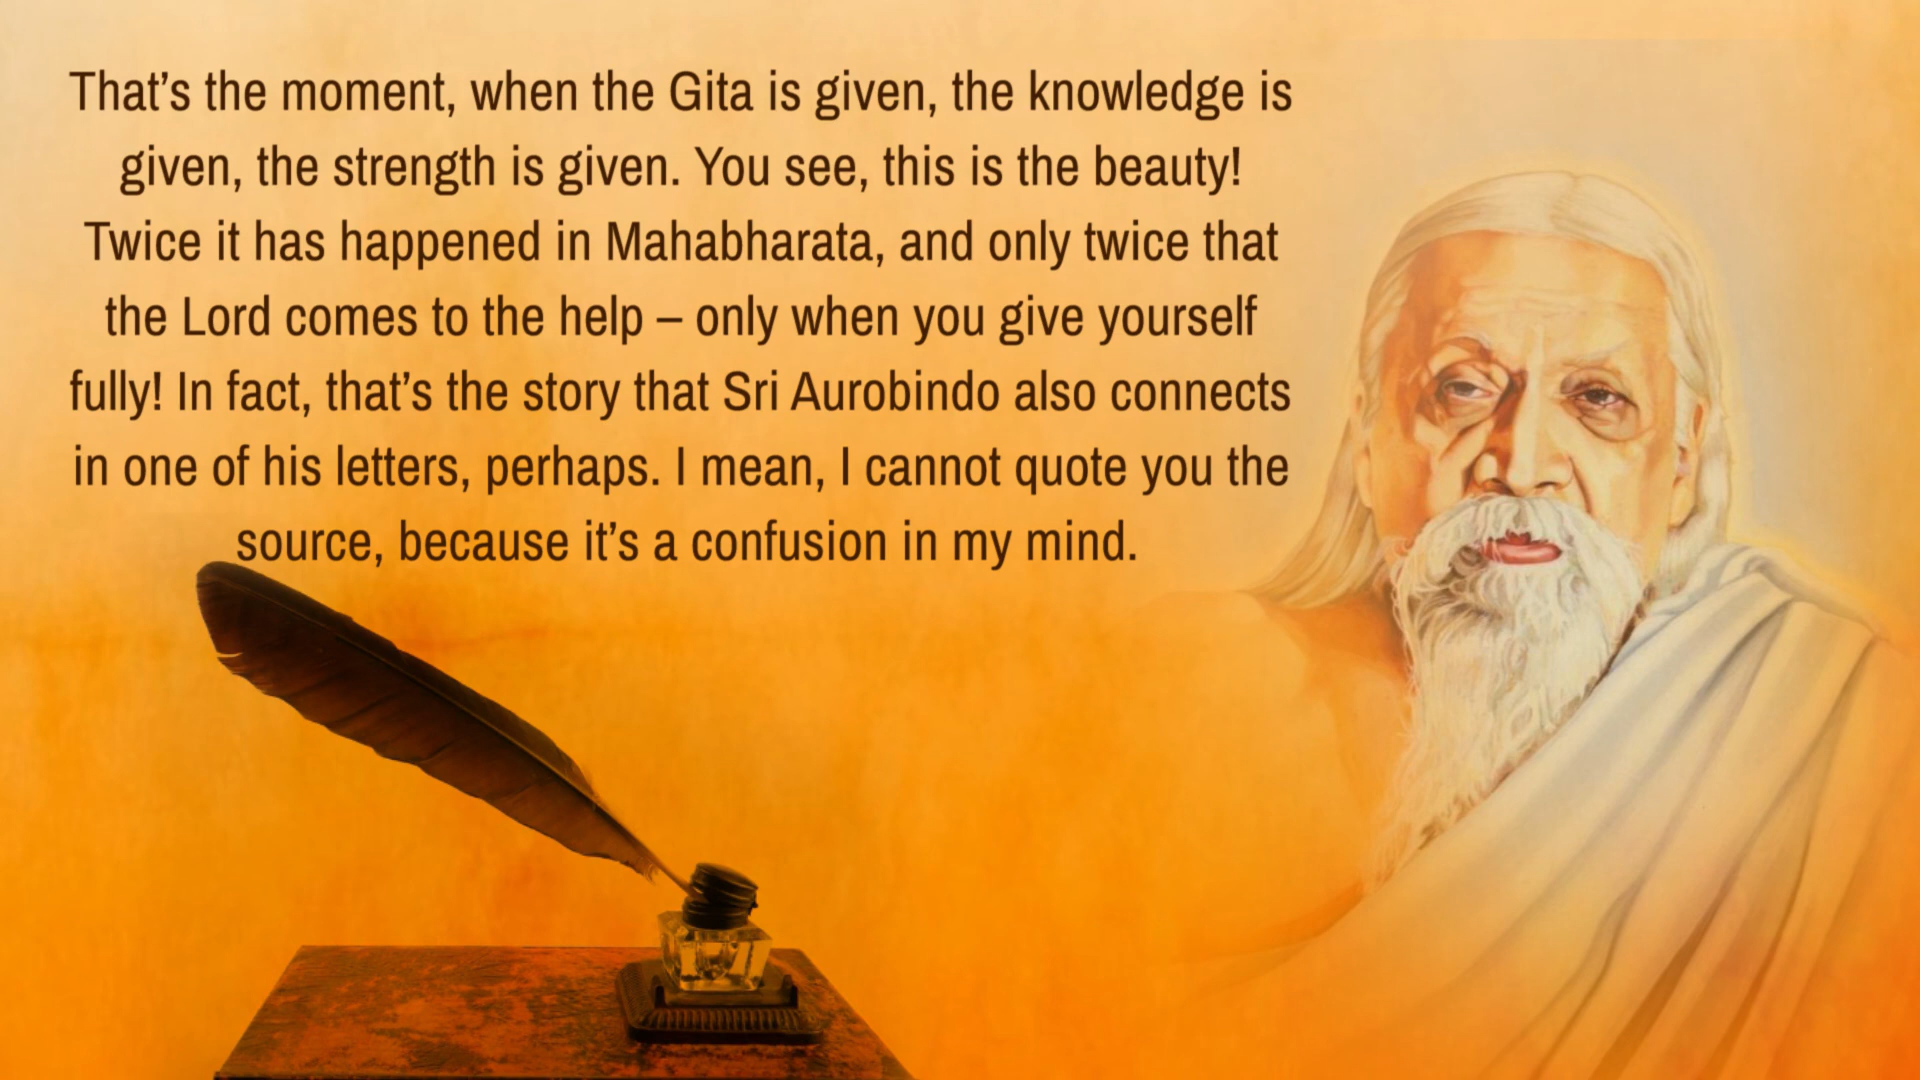 That’s the moment, when the Gita is given, the knowledge is
given, the strength is given. You see, this is the beauty!
Twice it has happened in Mahabharata, and only twice that
the Lord comes to the help – only when you give yourself
fully! In fact, that’s the story that Sri Aurobindo also connects
in one of his letters, perhaps. I mean, I cannot quote you the
source, because it’s a confusion in my mind.